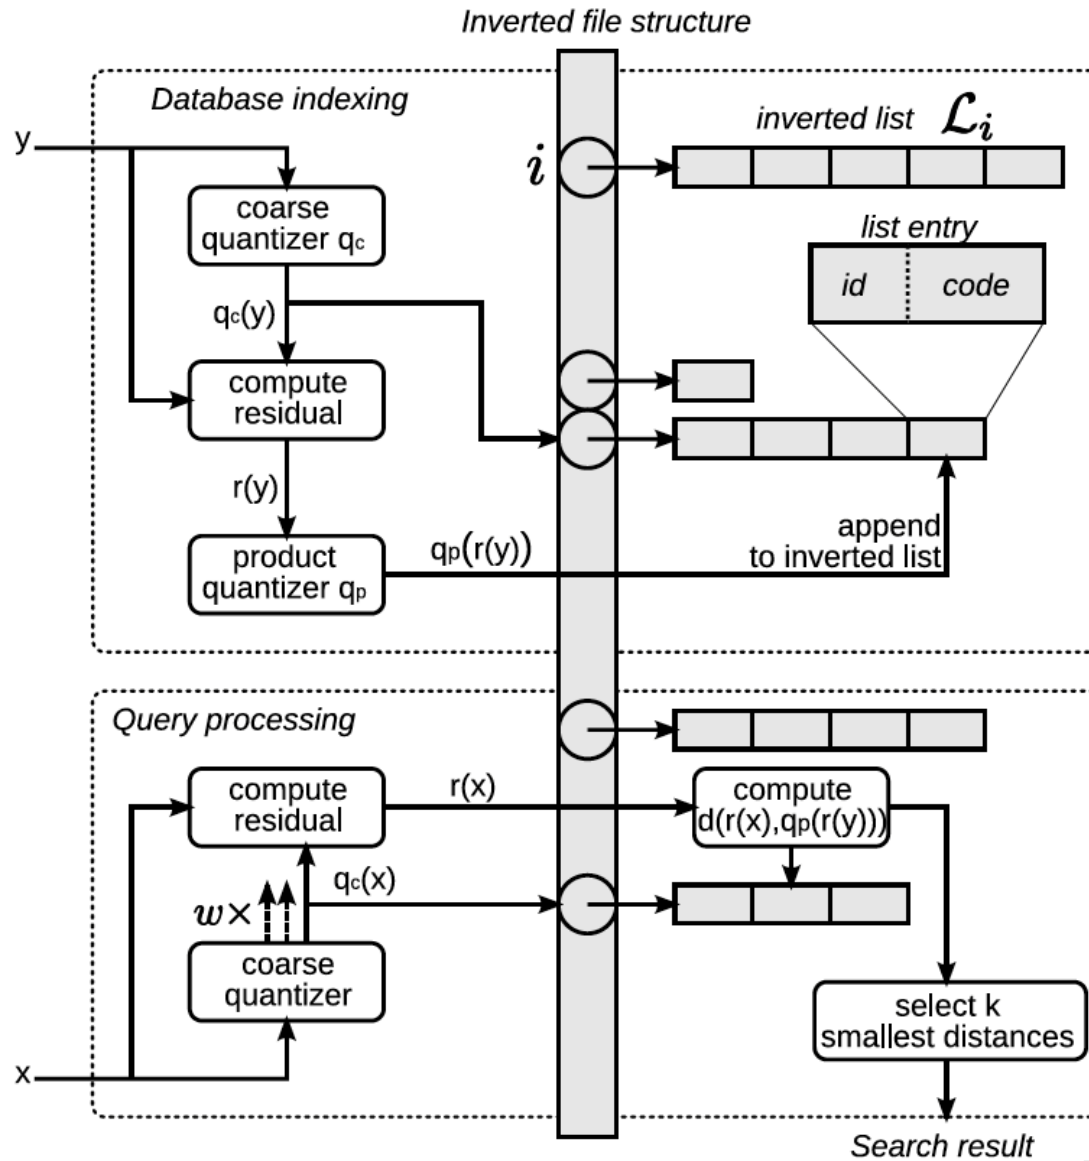 Inverted file structure
Database indexing
y
i
inverted list 𝓛ᵢ
coarse
quantizer qc
list entry
id
code
qc(y)
compute
residual
r(y)
product
quantizer qp
qp(r(y))
append
to inverted list
Query processing
compute
residual
r(x)
compute
d(r(x),qp(r(y)))
qc(x)
w×
coarse
quantizer
select k
smallest distances
x
Search result